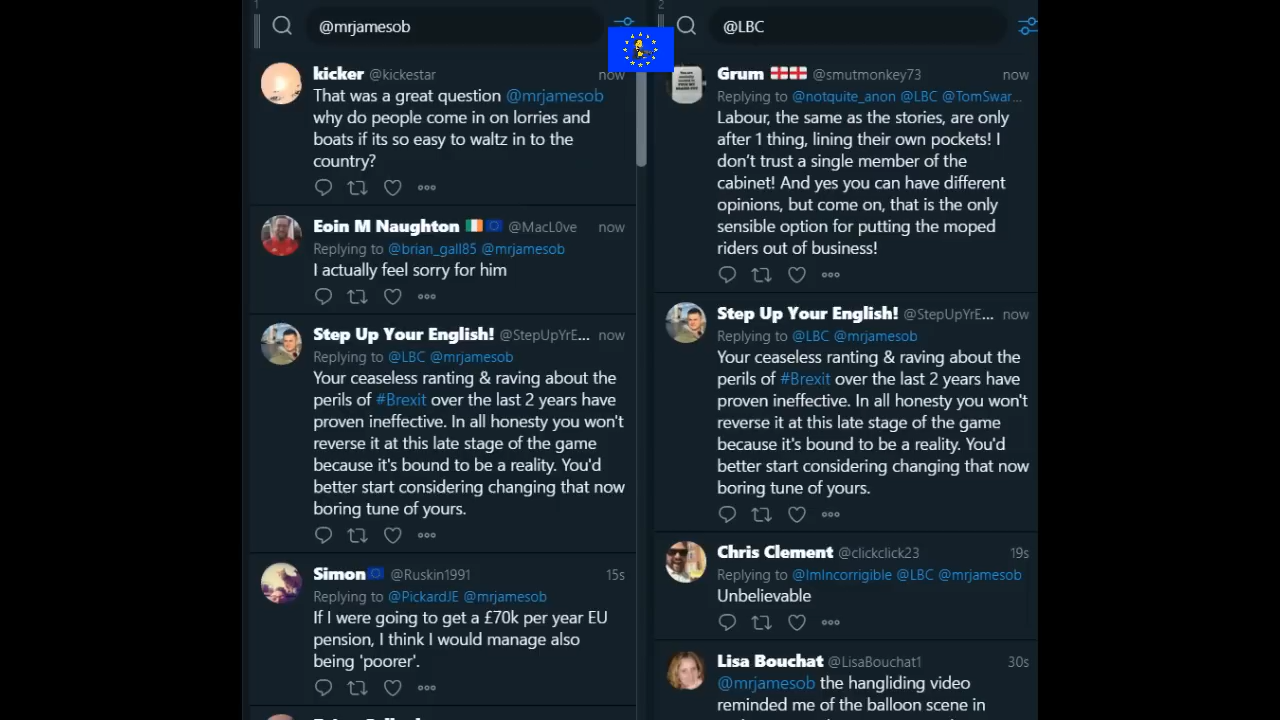 1
@mrjamesob
kicker @kickestar now
That was a great question @mrjamesob
why do people come in on lorries and
boats if its so easy to waltz in to the
country?
Eoin M Naughton @MacL0ve now
Replying to @brian_gall85 @mrjamesob
I actually feel sorry for him
Step Up Your English! @StepUpYrE... now
Replying to @LBC @mrjamesob
Your ceaseless ranting & raving about the
perils of #Brexit over the last 2 years have
proven ineffective. In all honesty you won't
reverse it at this late stage of the game
because it's bound to be a reality. You'd
better start considering changing that now
boring tune of yours.
Simon @Ruskin1991 15s
Replying to @PickardJE @mrjamesob
If I were going to get a £70k per year EU
pension, I think I would manage also
being 'poorer'.
2
@LBC
Grum @smutmonkey73 now
Replying to @notquite_anon @LBC @TomSwar...
Labour, the same as the stories, are only
after 1 thing, lining their own pockets! I
don't trust a single member of the
cabinet! And yes you can have different
opinions, but come on, that is the only
sensible option for putting the moped
riders out of business!
Step Up Your English! @StepUpYrE... now
Replying to @LBC @mrjamesob
Your ceaseless ranting & raving about the
perils of #Brexit over the last 2 years have
proven ineffective. In all honesty you won't
reverse it at this late stage of the game
because it's bound to be a reality. You'd
better start considering changing that now
boring tune of yours.
Chris Clement @clickclick23 19s
Replying to @ImIncorrigible @LBC @mrjamesob
Unbelievable
Lisa Bouchat @LisaBouchat1 30s
@mrjamesob the hangliding video
reminded me of the balloon scene in